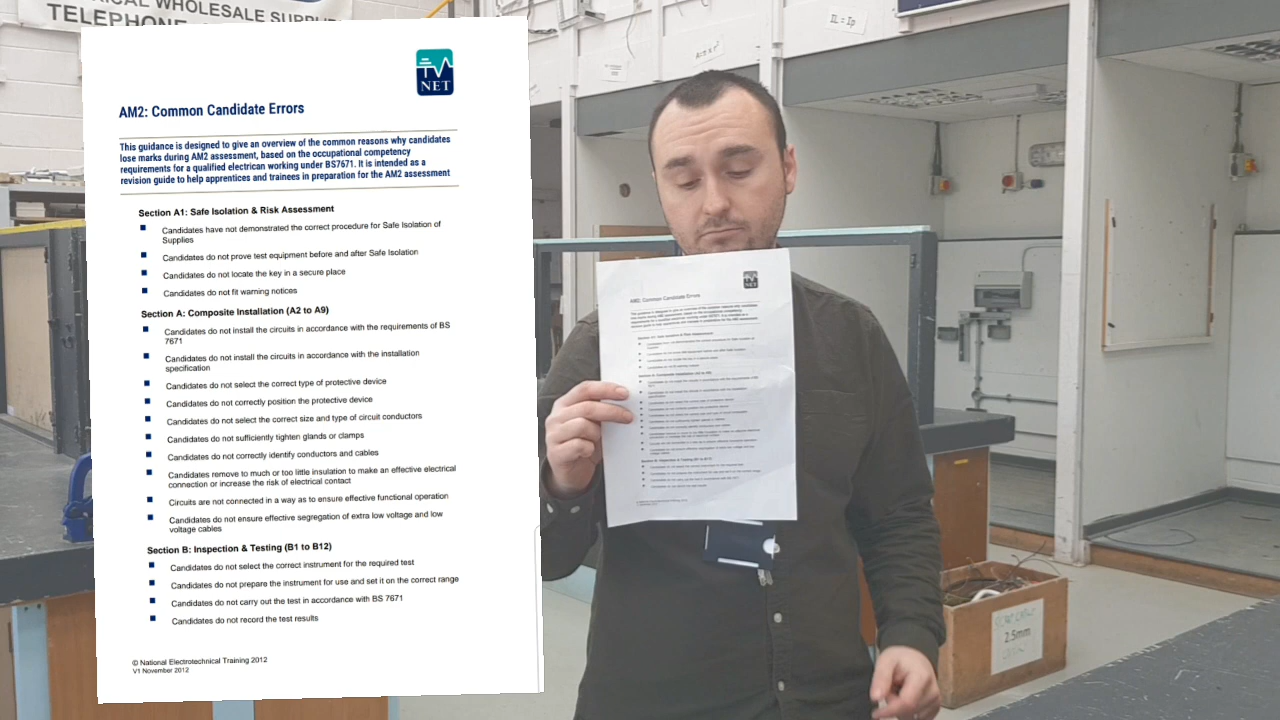 ICAL WHOLESALE SUPPLI
TELEPHONE
NET
AM2: Common Candidate Errors
This guidance is designed to give an overview of the common reasons why candidates
lose marks during AM2 assessment, based on the occupational competency
requirements for a qualified electrican working under BS7671. It is intended as a
revision guide to help apprentices and trainees in preparation for the AM2 assessment
Section A1: Safe Isolation & Risk Assessment
Candidates have not demonstrated the correct procedure for Safe Isolation of
Supplies
Candidates do not prove test equipment before and after Safe Isolation
Candidates do not locate the key in a secure place
Candidates do not fit warning notices
Section A: Composite Installation (A2 to A9)
Candidates do not install the circuits in accordance with the requirements of BS
7671
Candidates do not install the circuits in accordance with the installation
specification
Candidates do not select the correct type of protective device
Candidates do not correctly position the protective device
Candidates do not select the correct size and type of circuit conductors
Candidates do not sufficiently tighten glands or clamps
Candidates do not correctly identify conductors and cables
Candidates remove to much or too little insulation to make an effective electrical
connection or increase the risk of electrical contact
Circuits are not connected in a way as to ensure effective functional operation
Candidates do not ensure effective segregation of extra low voltage and low
voltage cables
Section B: Inspection & Testing (B1 to B12)
Candidates do not select the correct instrument for the required test
Candidates do not prepare the instrument for use and set it on the correct range
Candidates do not carry out the test in accordance with BS 7671
Candidates do not record the test results
© National Electrotechnical Training 2012
V1 November 2012
AM2: Common Candidate Errors
2.5mm